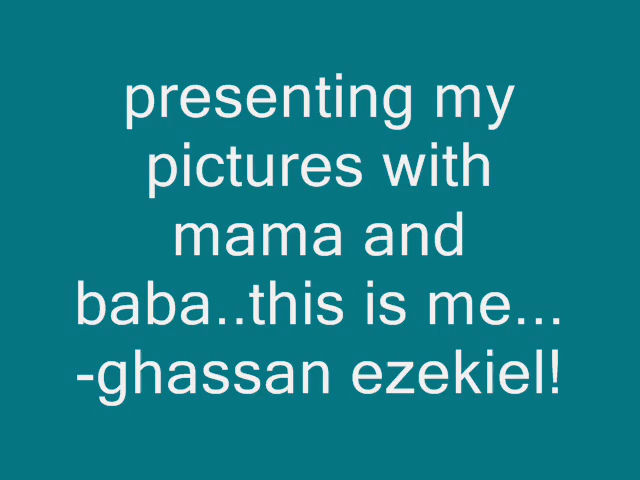 presenting my
pictures with
mama and
baba..this is me...
-ghassan ezekiel!